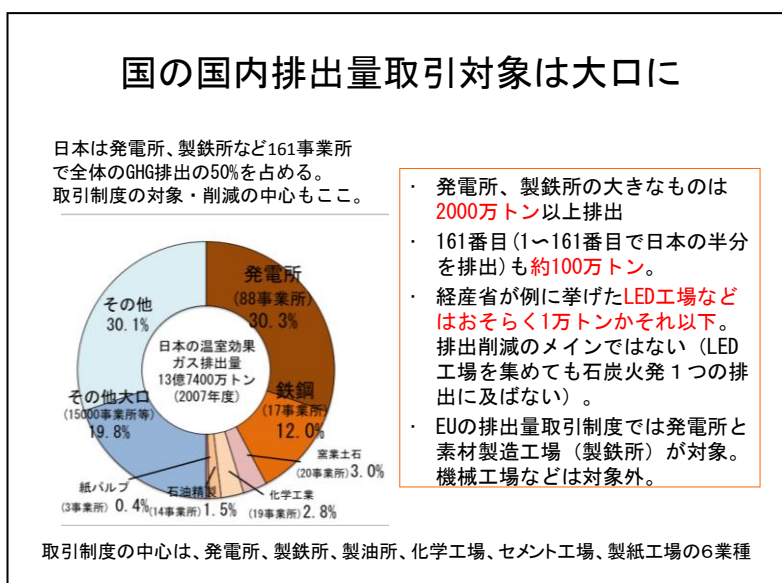 国の国内排出量取引対象は大口に
日本は発電所、製鉄所など161事業所
で全体のGHG排出の50%を占める。
取引制度の対象・削減の中心もここ。
発電所
(88事業所)
30.3%
鉄鋼
(17事業所)
12.0%
窯業土石
(20事業所)3.0%
化学工業
(19事業所)2.8%
石油精製
(14事業所)1.5%
紙パルプ
(3事業所) 0.4%
その他大口
(15000事業所等)
19.8%
その他
30.1%
日本の温室効果
ガス排出量
13億7400万トン
(2007年度)
・ 発電所、製鉄所の大きなものは
2000万トン以上排出
・ 161番目(1〜161番目で日本の半分
を排出)も約100万トン。
・ 経産省が例に挙げたLED工場など
はおそらく1万トンかそれ以下。
排出削減のメインではない（LED
工場を集めても石炭火発１つの排
出に及ばない）。
・ EUの排出量取引制度では発電所と
素材製造工場（製鉄所）が対象。
機械工場などは対象外。
取引制度の中心は、発電所、製鉄所、製油所、化学工場、セメント工場、製紙工場の６業種